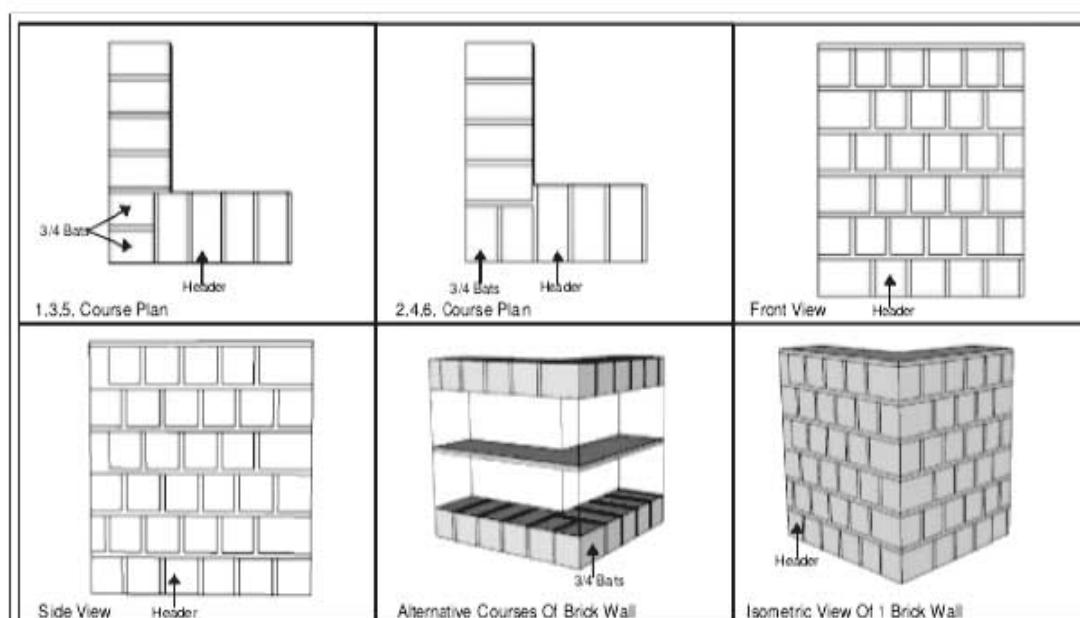 3/4 Bats
Header
1,3,5, Course Plan
3/4 Bats
Header
2,4,6, Course Plan
Front View
Header
Side View
Header
3/4 Bats
Alternative Courses Of Brick Wall
Header
Isometric View Of 1 Brick Wall